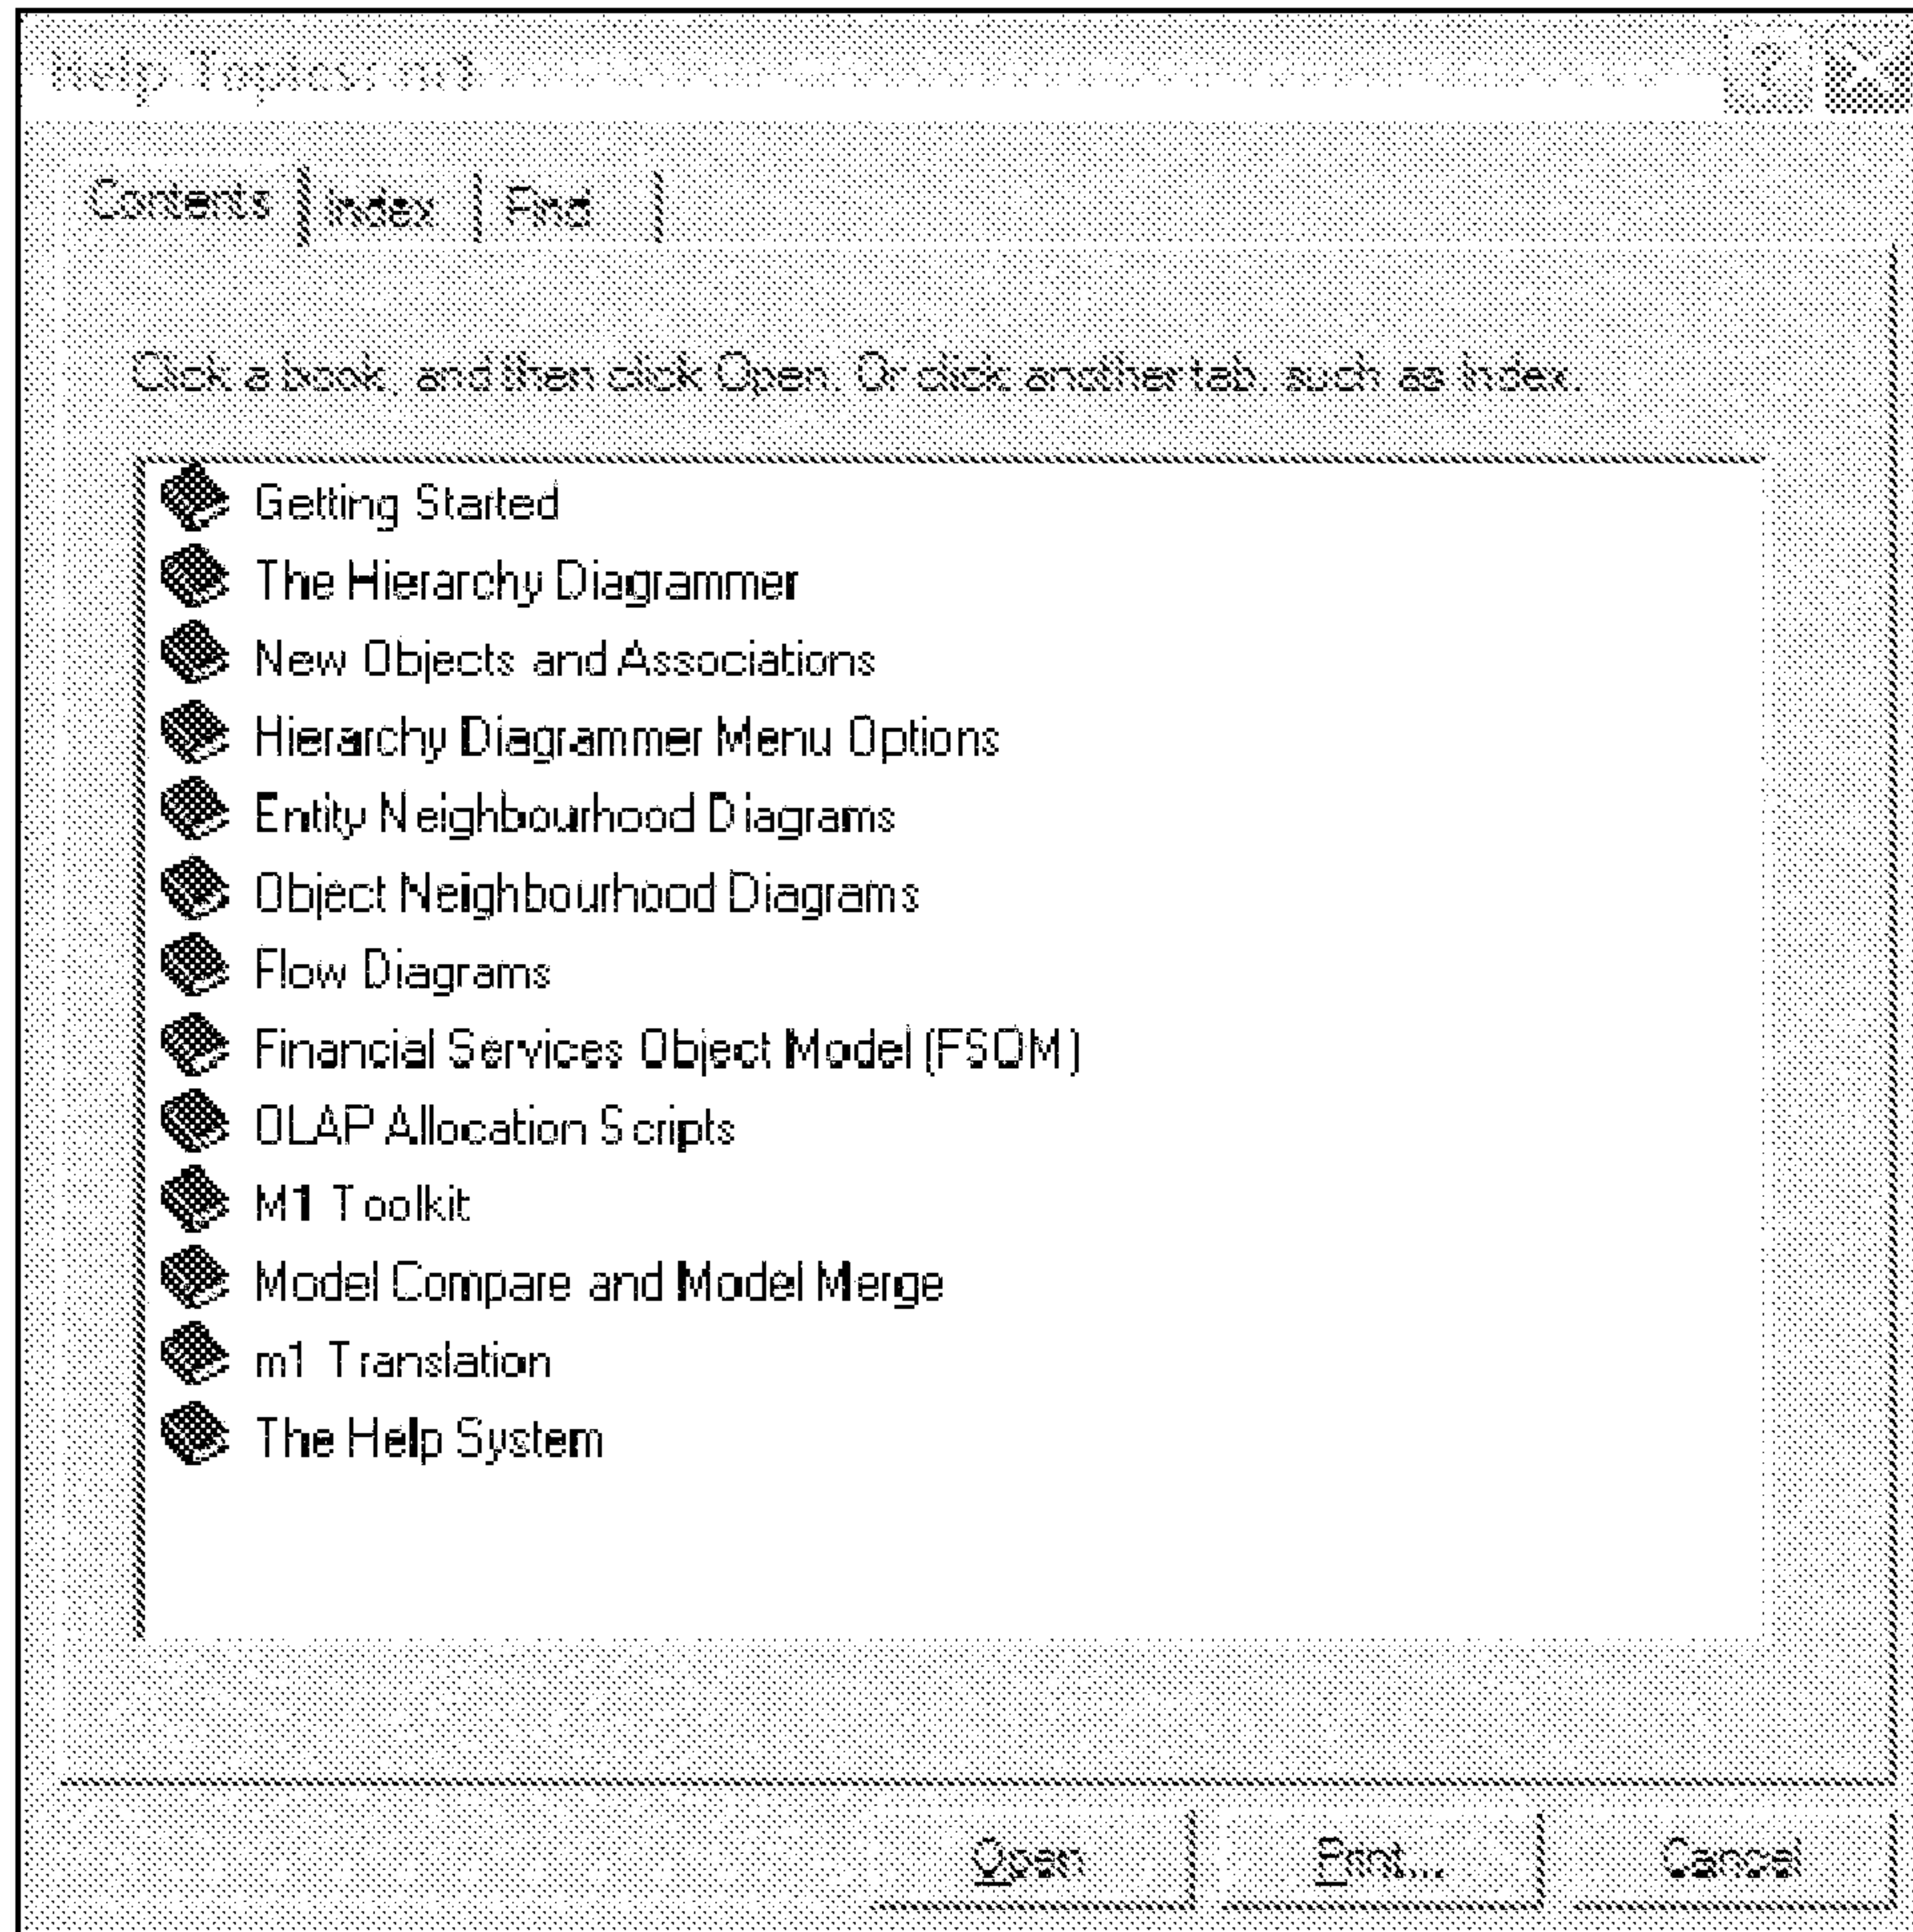 Help Topics: m1
Contents Index Find
Click a book, and then click Open. Or click another tab, such as Index.
Getting Started
The Hierarchy Diagrammer
New Objects and Associations
Hierarchy Diagrammer Menu Options
Entity Neighbourhood Diagrams
Object Neighbourhood Diagrams
Flow Diagrams
Financial Services Object Model (FSOM)
OLAP Allocation Scripts
M1 Toolkit
Model Compare and Model Merge
m1 Translation
The Help System
Open Print... Cancel